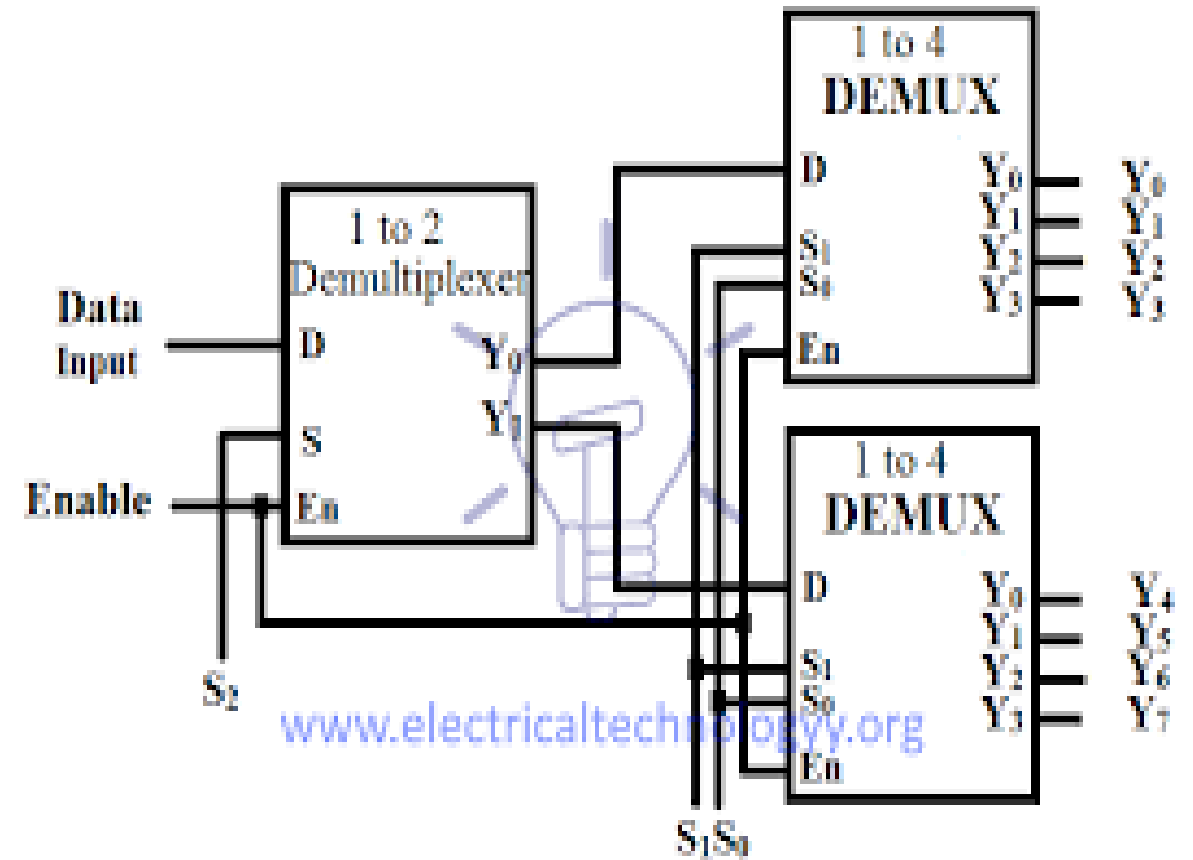 1 to 4
DEMUX
D
S1
S0
En
Y0
Y1
Y2
Y3
Y0
Y1
Y2
Y3
1 to 2
Demultiplexer
Data
Input
D
S
Enable
En
Y0
Y1
S2
1 to 4
DEMUX
D
S1
S0
En
Y0
Y1
Y2
Y3
Y4
Y5
Y6
Y7
www.electricaltechnologyy.org
S1S0